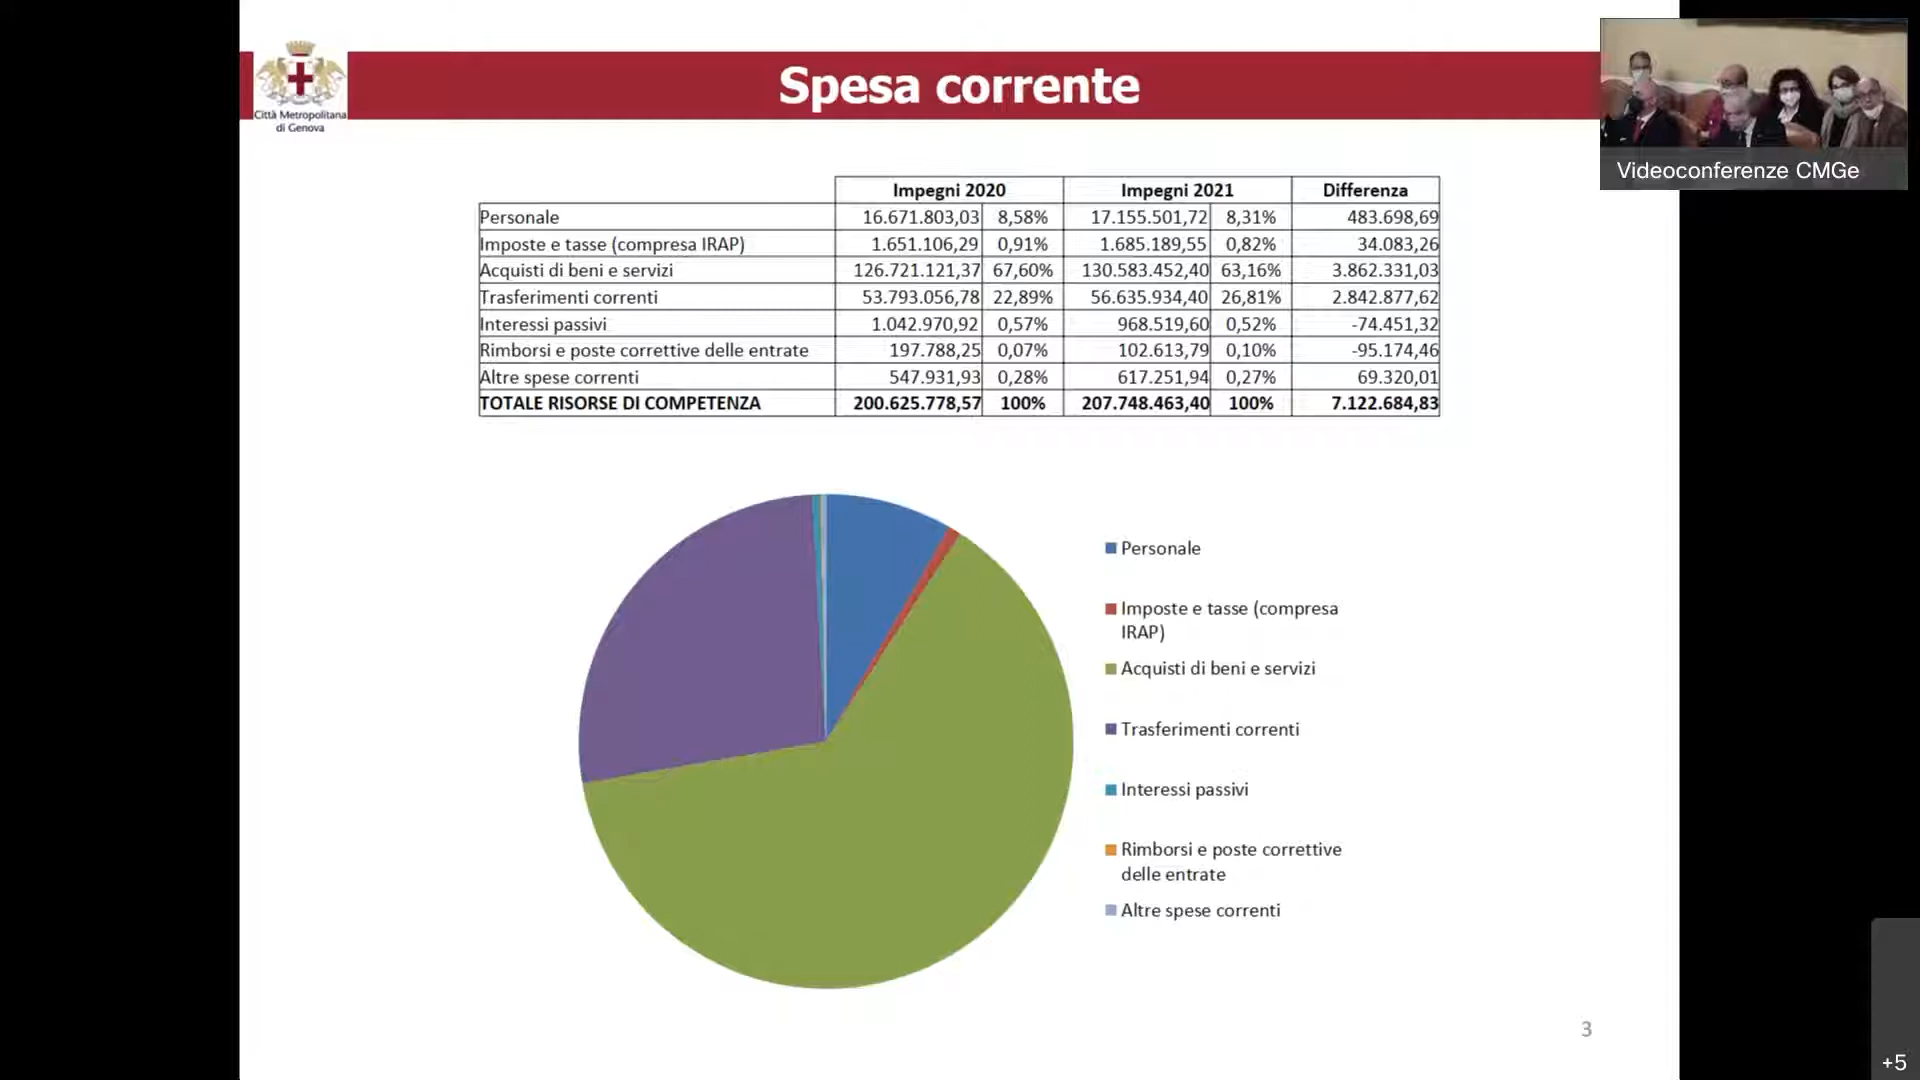 Città Metropolitana
di Genova
Spesa corrente
Videoconferenze CMGe
Impegni 2020 Impegni 2021 Differenza
Personale 16.671.803,03 8,58% 17.155.501,72 8,31% 483.698,69
Imposte e tasse (compresa IRAP) 1.651.106,29 0,91% 1.685.189,55 0,82% 34.083,26
Acquisti di beni e servizi 126.721.121,37 67,60% 130.583.452,40 63,16% 3.862.331,03
Trasferimenti correnti 53.793.056,78 22,89% 56.635.934,40 26,81% 2.842.877,62
Interessi passivi 1.042.970,92 0,57% 968.519,60 0,52% -74.451,32
Rimborsi e poste correttive delle entrate 197.788,25 0,07% 102.613,79 0,10% -95.174,46
Altre spese correnti 547.931,93 0,28% 617.251,94 0,27% 69.320,01
TOTALE RISORSE DI COMPETENZA 200.625.778,57 100% 207.748.463,40 100% 7.122.684,83
Personale
Imposte e tasse (compresa
IRAP)
Acquisti di beni e servizi
Trasferimenti correnti
Interessi passivi
Rimborsi e poste correttive
delle entrate
Altre spese correnti
3
+5